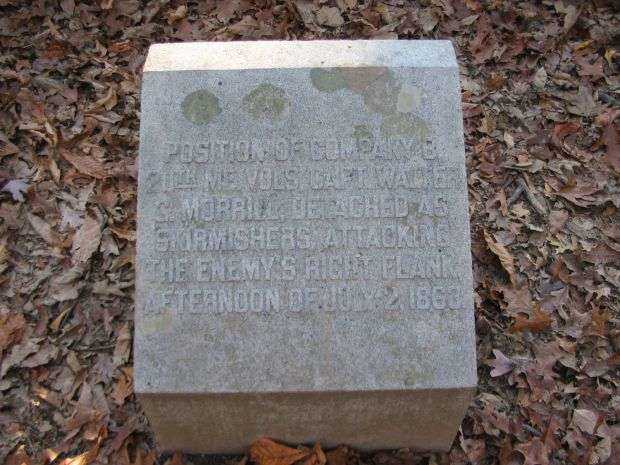 POSITION OF COMPANY B.
20TH ME. VOLS. CAPT. WALTER
G. MORRILL, DETACHED AS
SKIRMISHERS, ATTACKING
THE ENEMY'S RIGHT FLANK,
AFTERNOON OF JULY 2, 1863.